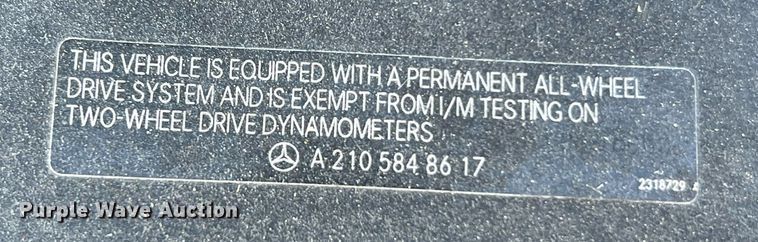 THIS VEHICLE IS EQUIPPED WITH A PERMANENT ALL-WHEEL
DRIVE SYSTEM AND IS EXEMPT FROM I/M TESTING ON
TWO-WHEEL DRIVE DYNAMOMETERS
A 210 584 86 17
2318729 A
Purple Wave Auction